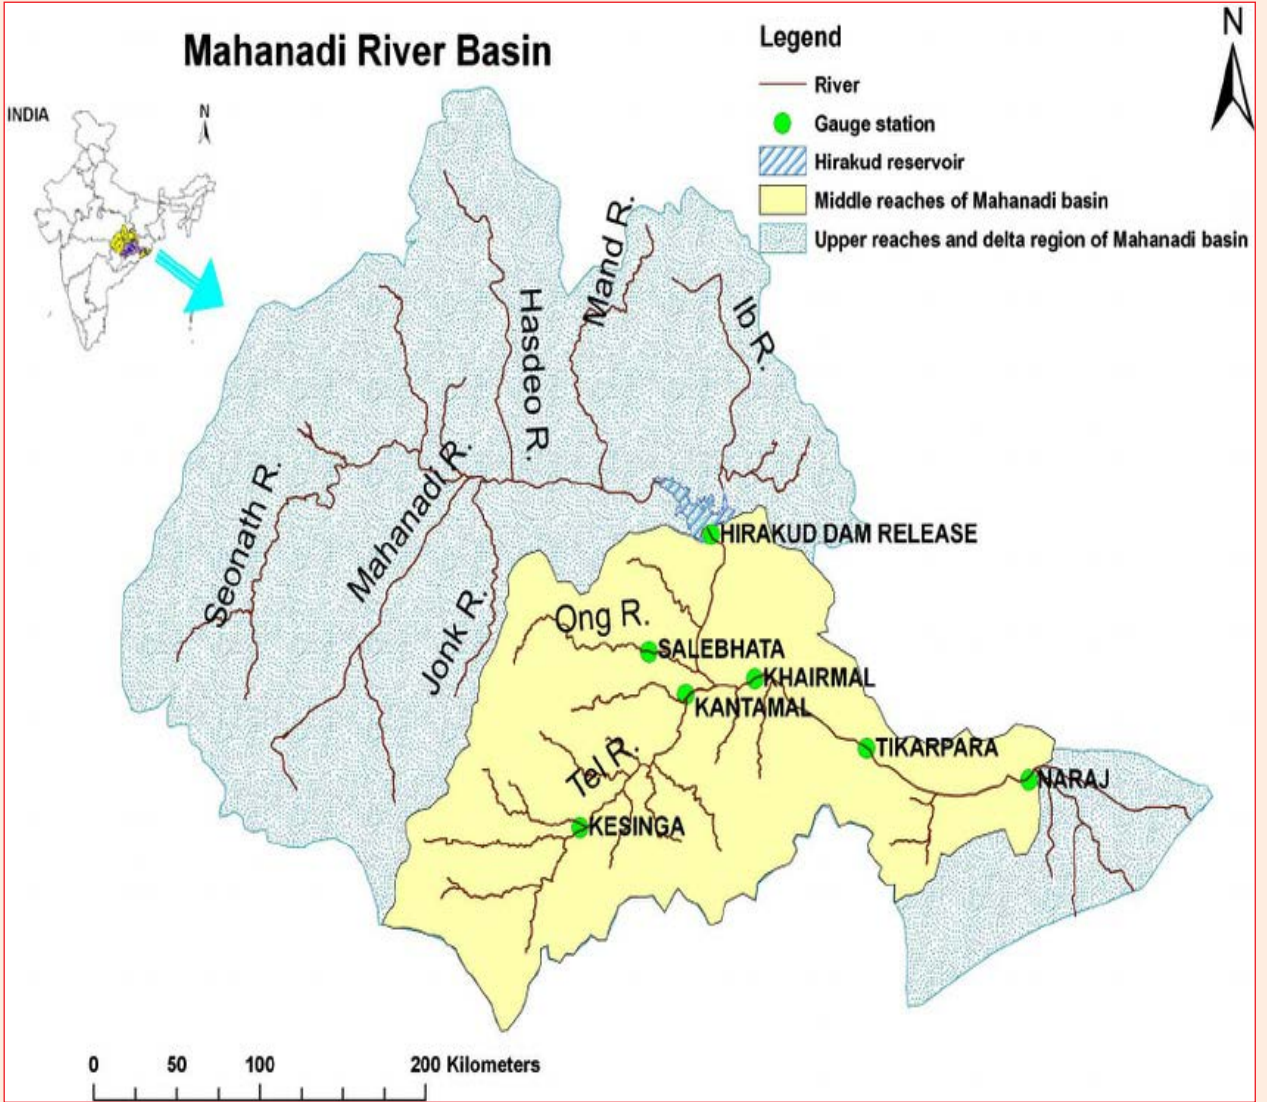 Mahanadi River Basin
INDIA
N
N
Legend
River
Gauge station
Hirakud reservoir
Middle reaches of Mahanadi basin
Upper reaches and delta region of Mahanadi basin
Hasdeo R.
Mand R.
Ib R.
Seonath R.
Mahanadi R.
Jonk R.
HIRAKUD DAM RELEASE
Ong R.
SALEBHATA
KHAIRMAL
KANTAMAL
Tel R.
TIKARPARA
NARAJ
KESINGA
0 50 100 200 Kilometers